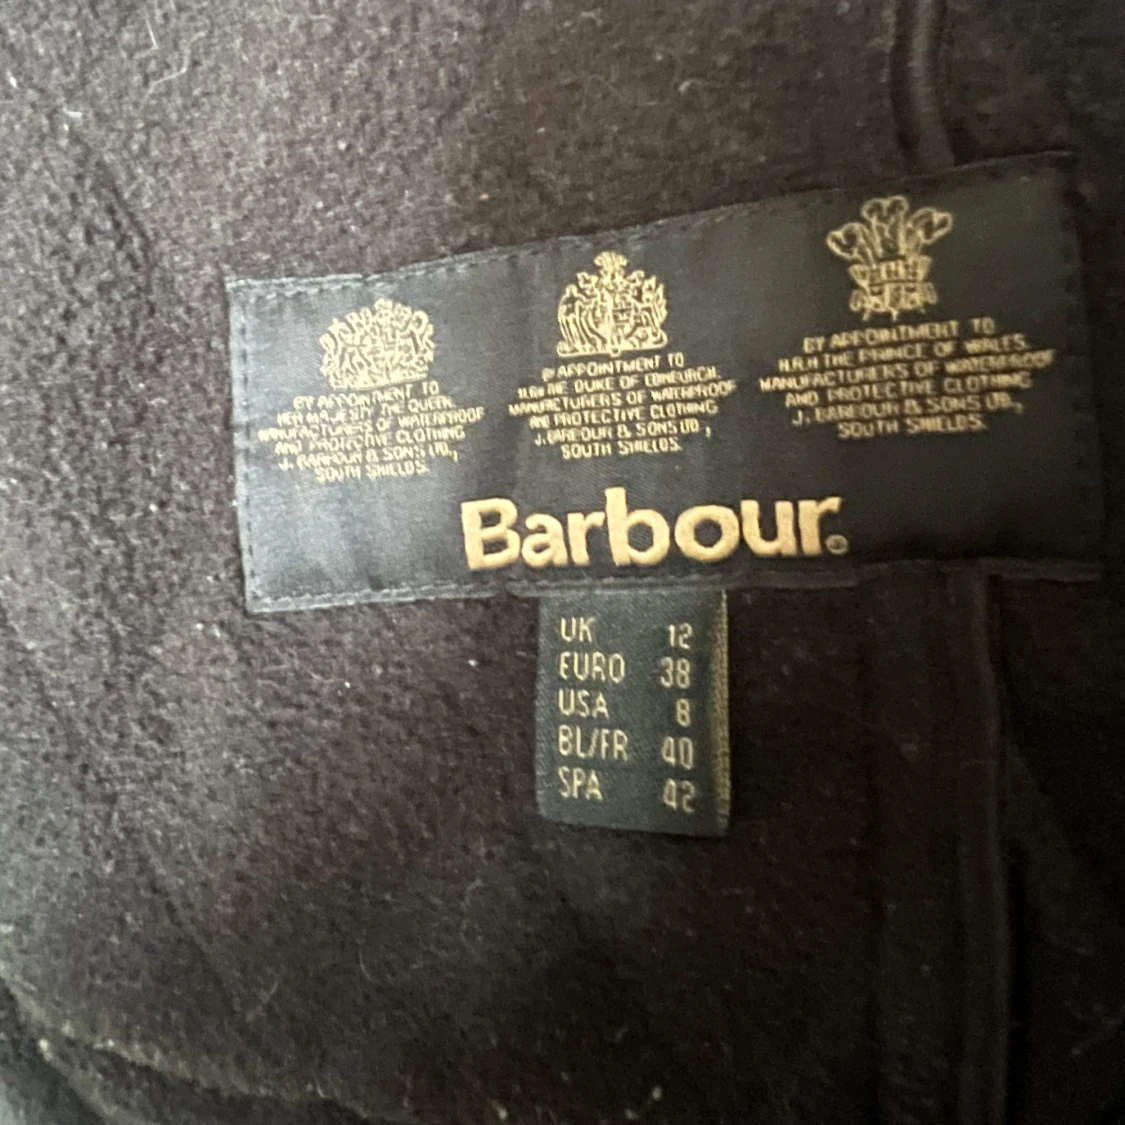 BY APPOINTMENT TO
HER MAJESTY THE QUEEN
MANUFACTURERS OF WATERPROOF
AND PROTECTIVE CLOTHING
J. BARBOUR & SONS LTD.,
SOUTH SHIELDS.
BY APPOINTMENT TO
H.R.H THE DUKE OF EDINBURGH.
MANUFACTURERS OF WATERPROOF
AND PROTECTIVE CLOTHING
J. BARBOUR & SONS LTD.,
SOUTH SHIELDS.
BY APPOINTMENT TO
H.R.H THE PRINCE OF WALES.
MANUFACTURERS OF WATERPROOF
AND PROTECTIVE CLOTHING
J. BARBOUR & SONS LTD.,
SOUTH SHIELDS.
Barbour®
UK 12
EURO 38
USA 8
BL/FR 40
SPA 42